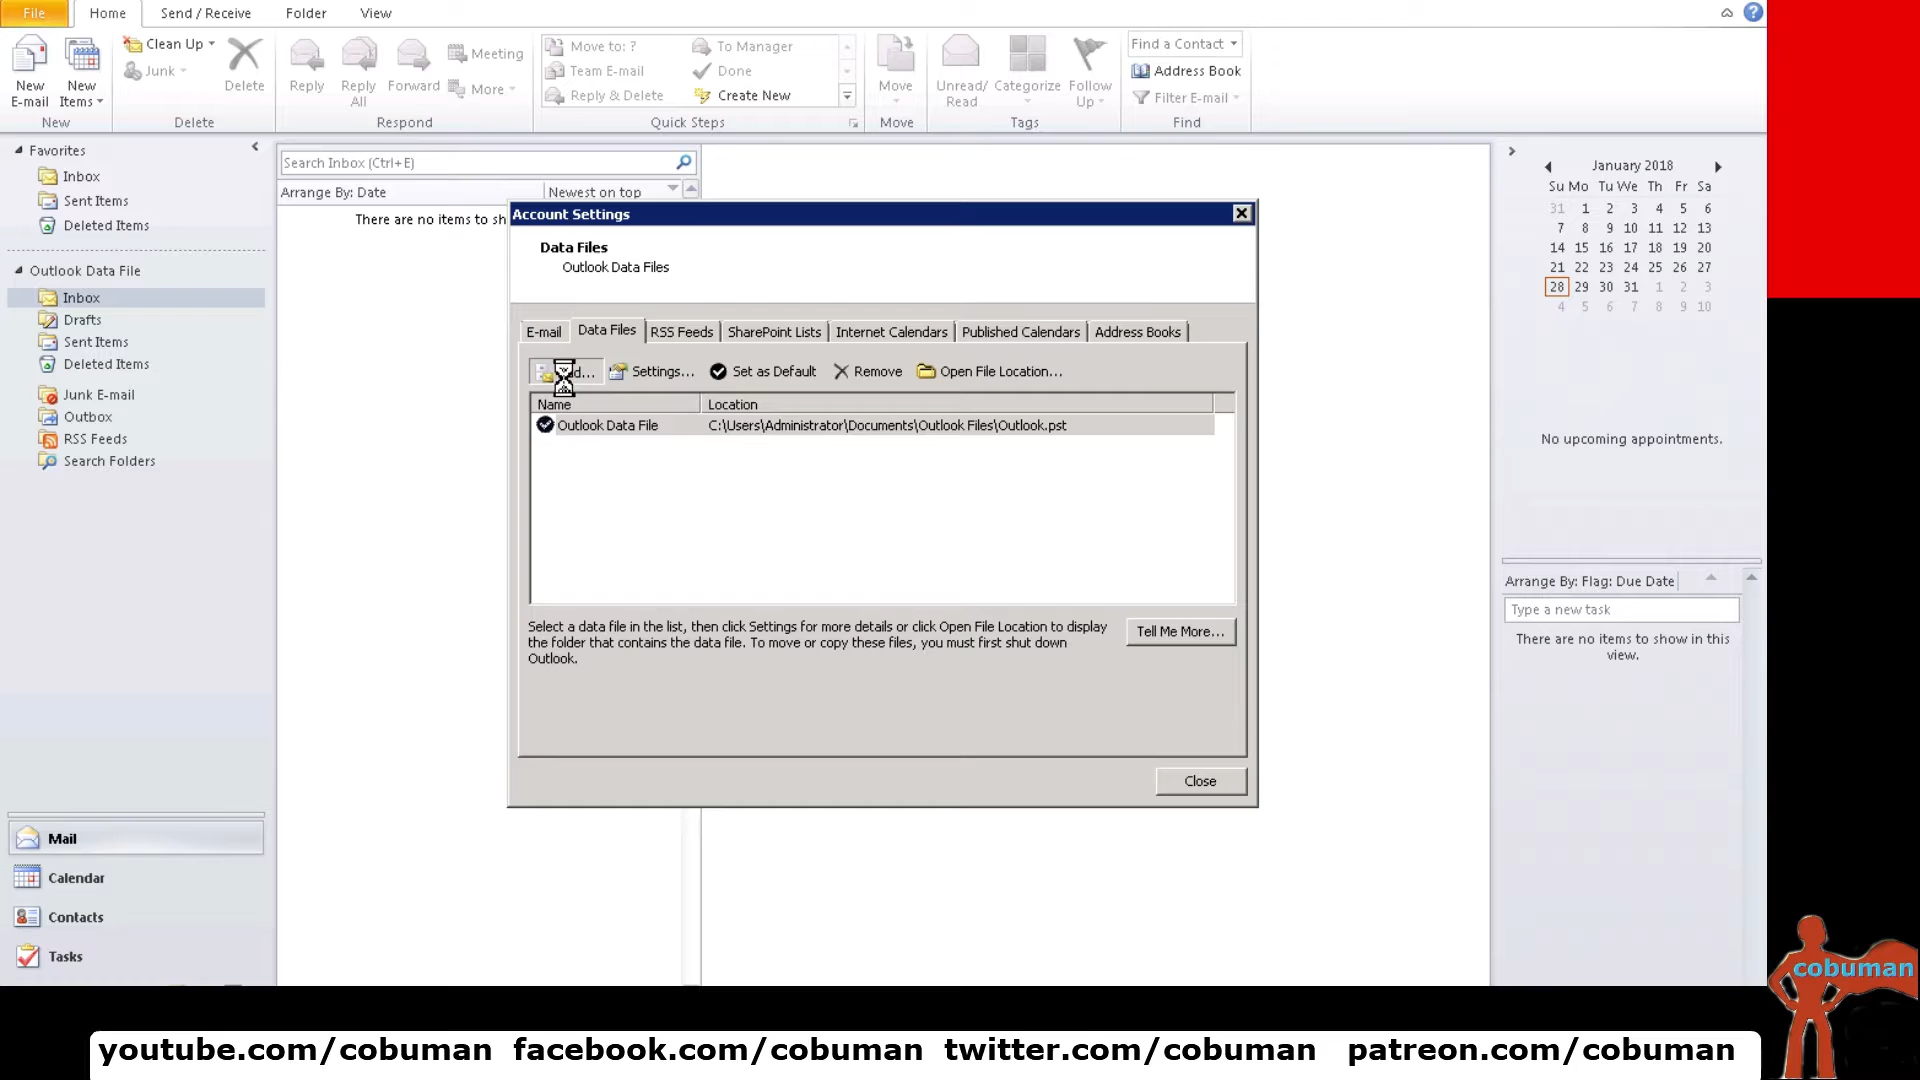 File Home Send / Receive Folder View
New E-mail
New Items
New
Clean Up
Junk
Delete
Delete
Reply
Reply All
Forward
Meeting
More
Respond
Move to: ?
Team E-mail
Reply & Delete
To Manager
Done
Create New
Quick Steps
Move
Move
Unread/ Read
Categorize
Follow Up
Tags
Find a Contact
Address Book
Filter E-mail
Find
Favorites
Inbox
Sent Items
Deleted Items
Outlook Data File
Inbox
Drafts
Sent Items
Deleted Items
Junk E-mail
Outbox
RSS Feeds
Search Folders
Mail
Calendar
Contacts
Tasks
Search Inbox (Ctrl+E)
Arrange By: Date Newest on top
There are no items to sh
Account Settings
Data Files
Outlook Data Files
E-mail Data Files RSS Feeds SharePoint Lists Internet Calendars Published Calendars Address Books
Settings... Set as Default Remove Open File Location...
Name Location
Outlook Data File C:\Users\Administrator\Documents\Outlook Files\Outlook.pst
Select a data file in the list, then click Settings for more details or click Open File Location to display
the folder that contains the data file. To move or copy these files, you must first shut down
Outlook.
Tell Me More...
Close
January 2018
Su Mo Tu We Th Fr Sa
31 1 2 3 4 5 6
7 8 9 10 11 12 13
14 15 16 17 18 19 20
21 22 23 24 25 26 27
28 29 30 31 1 2 3
4 5 6 7 8 9 10
No upcoming appointments.
Arrange By: Flag: Due Date
Type a new task
There are no items to show in this
view.
cobuman
youtube.com/cobuman facebook.com/cobuman twitter.com/cobuman patreon.com/cobuman